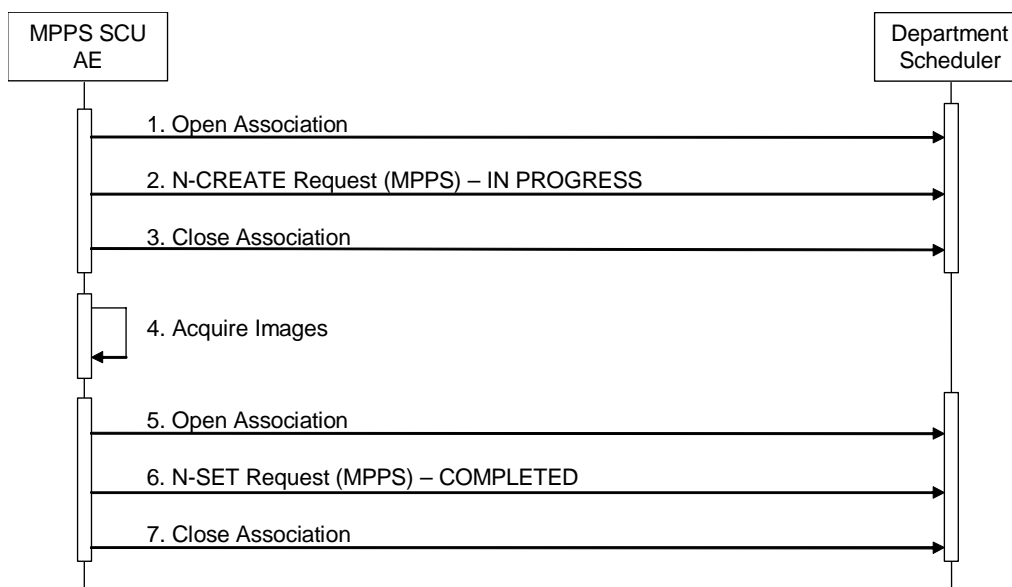 MPPS SCU
AE
Department
Scheduler
1. Open Association
2. N-CREATE Request (MPPS) – IN PROGRESS
3. Close Association
4. Acquire Images
5. Open Association
6. N-SET Request (MPPS) – COMPLETED
7. Close Association